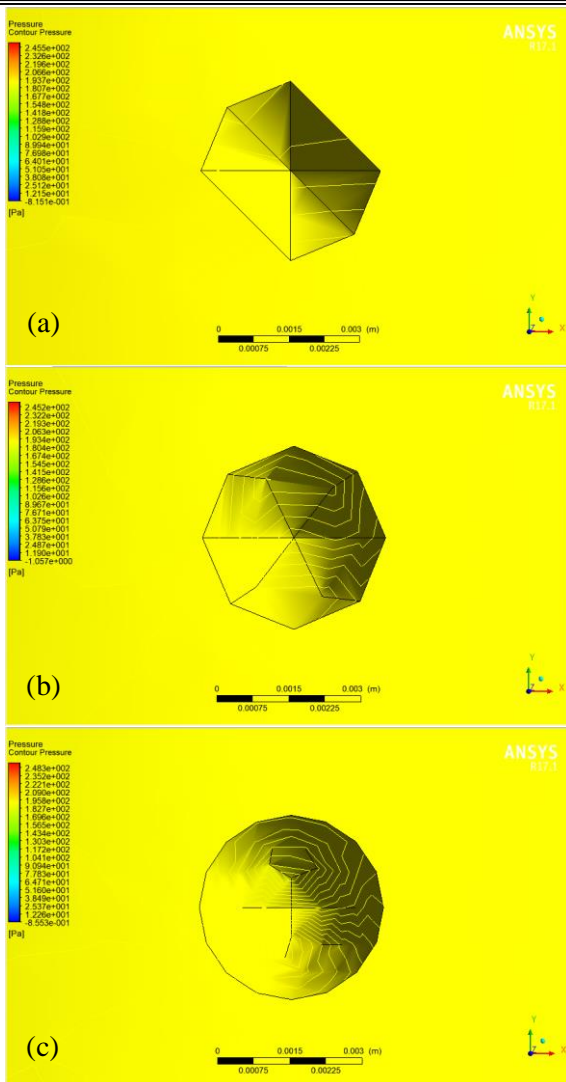 Pressure
Contour Pressure
2.455e+002
2.326e+002
2.196e+002
2.066e+002
1.937e+002
1.807e+002
1.677e+002
1.548e+002
1.418e+002
1.288e+002
1.159e+002
1.029e+002
8.994e+001
7.698e+001
6.401e+001
5.105e+001
3.808e+001
2.512e+001
1.215e+001
-8.151e-001
[Pa]
ANSYS
R17.1
(a)
0 0.0015 0.003 (m)
0.00075 0.00225
Y
Z X
Pressure
Contour Pressure
2.452e+002
2.322e+002
2.193e+002
2.063e+002
1.934e+002
1.804e+002
1.674e+002
1.545e+002
1.415e+002
1.286e+002
1.156e+002
1.026e+002
8.967e+001
7.671e+001
6.375e+001
5.079e+001
3.783e+001
2.487e+001
1.190e+001
-1.057e+000
[Pa]
ANSYS
R17.1
(b)
0 0.0015 0.003 (m)
0.00075 0.00225
Y
Z X
Pressure
Contour Pressure
2.483e+002
2.352e+002
2.221e+002
2.090e+002
1.958e+002
1.827e+002
1.696e+002
1.565e+002
1.434e+002
1.303e+002
1.172e+002
1.041e+002
9.094e+001
7.783e+001
6.471e+001
5.160e+001
3.849e+001
2.537e+001
1.226e+001
-8.553e-001
[Pa]
ANSYS
R17.1
(c)
0 0.0015 0.003 (m)
0.00075 0.00225
Y
Z X